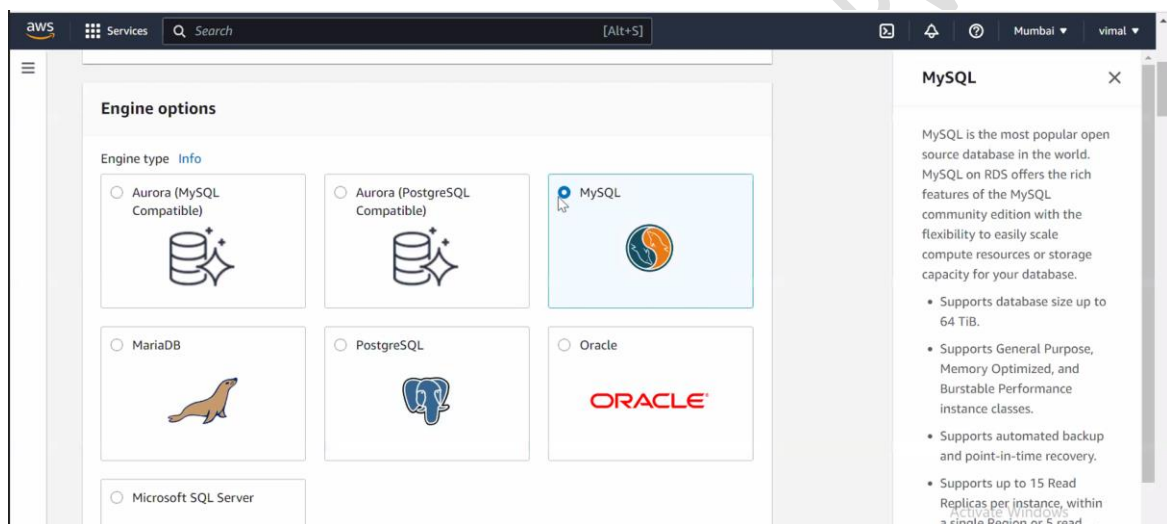 aws
Services
Search
[Alt+S]
Mumbai
vimal
Engine options
Engine type Info
Aurora (MySQL
Compatible)
Aurora (PostgreSQL
Compatible)
MySQL
MariaDB
PostgreSQL
Oracle
ORACLE
Microsoft SQL Server
MySQL
MySQL is the most popular open
source database in the world.
MySQL on RDS offers the rich
features of the MySQL
community edition with the
flexibility to easily scale
compute resources or storage
capacity for your database.
• Supports database size up to
64 TiB.
• Supports General Purpose,
Memory Optimized, and
Burstable Performance
instance classes.
• Supports automated backup
and point-in-time recovery.
• Supports up to 15 Read
Replicas per instance, within
a single Region or 5 read
Activate Windows